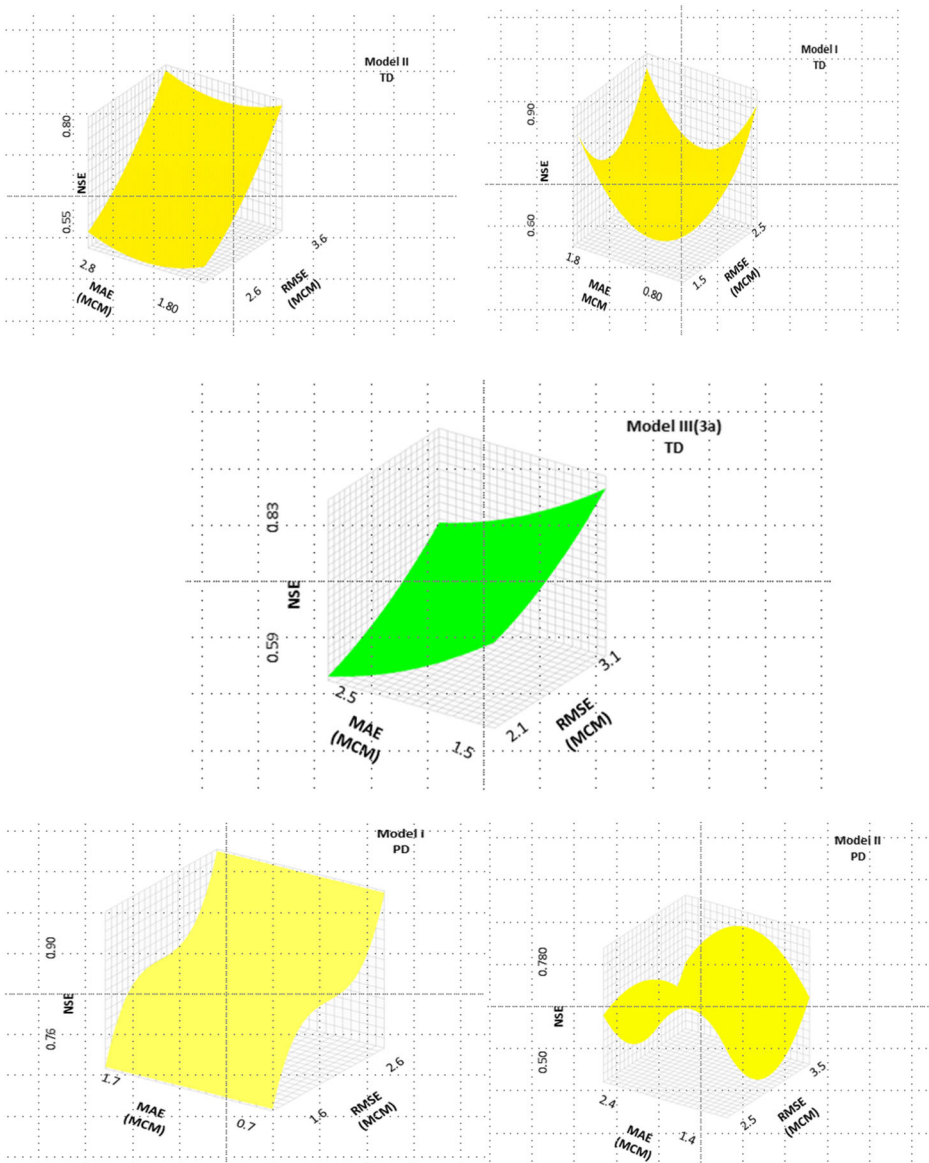 Model II
TD
0.80
NSE
0.55
2.8
MAE
(MCM)
1.80
2.6
RMSE
(MCM)
3.6
Model I
TD
0.90
NSE
0.60
1.8
MAE
MCM
0.80
1.5
RMSE
(MCM)
2.5
Model III(3a)
TD
0.83
NSE
0.59
2.5
MAE
(MCM)
1.5
2.1
RMSE
(MCM)
3.1
Model I
PD
0.90
NSE
0.76
1.7
MAE
(MCM)
0.7
1.6
RMSE
(MCM)
2.6
Model II
PD
0.780
NSE
0.50
2.4
MAE
(MCM)
1.4
2.5
RMSE
(MCM)
3.5